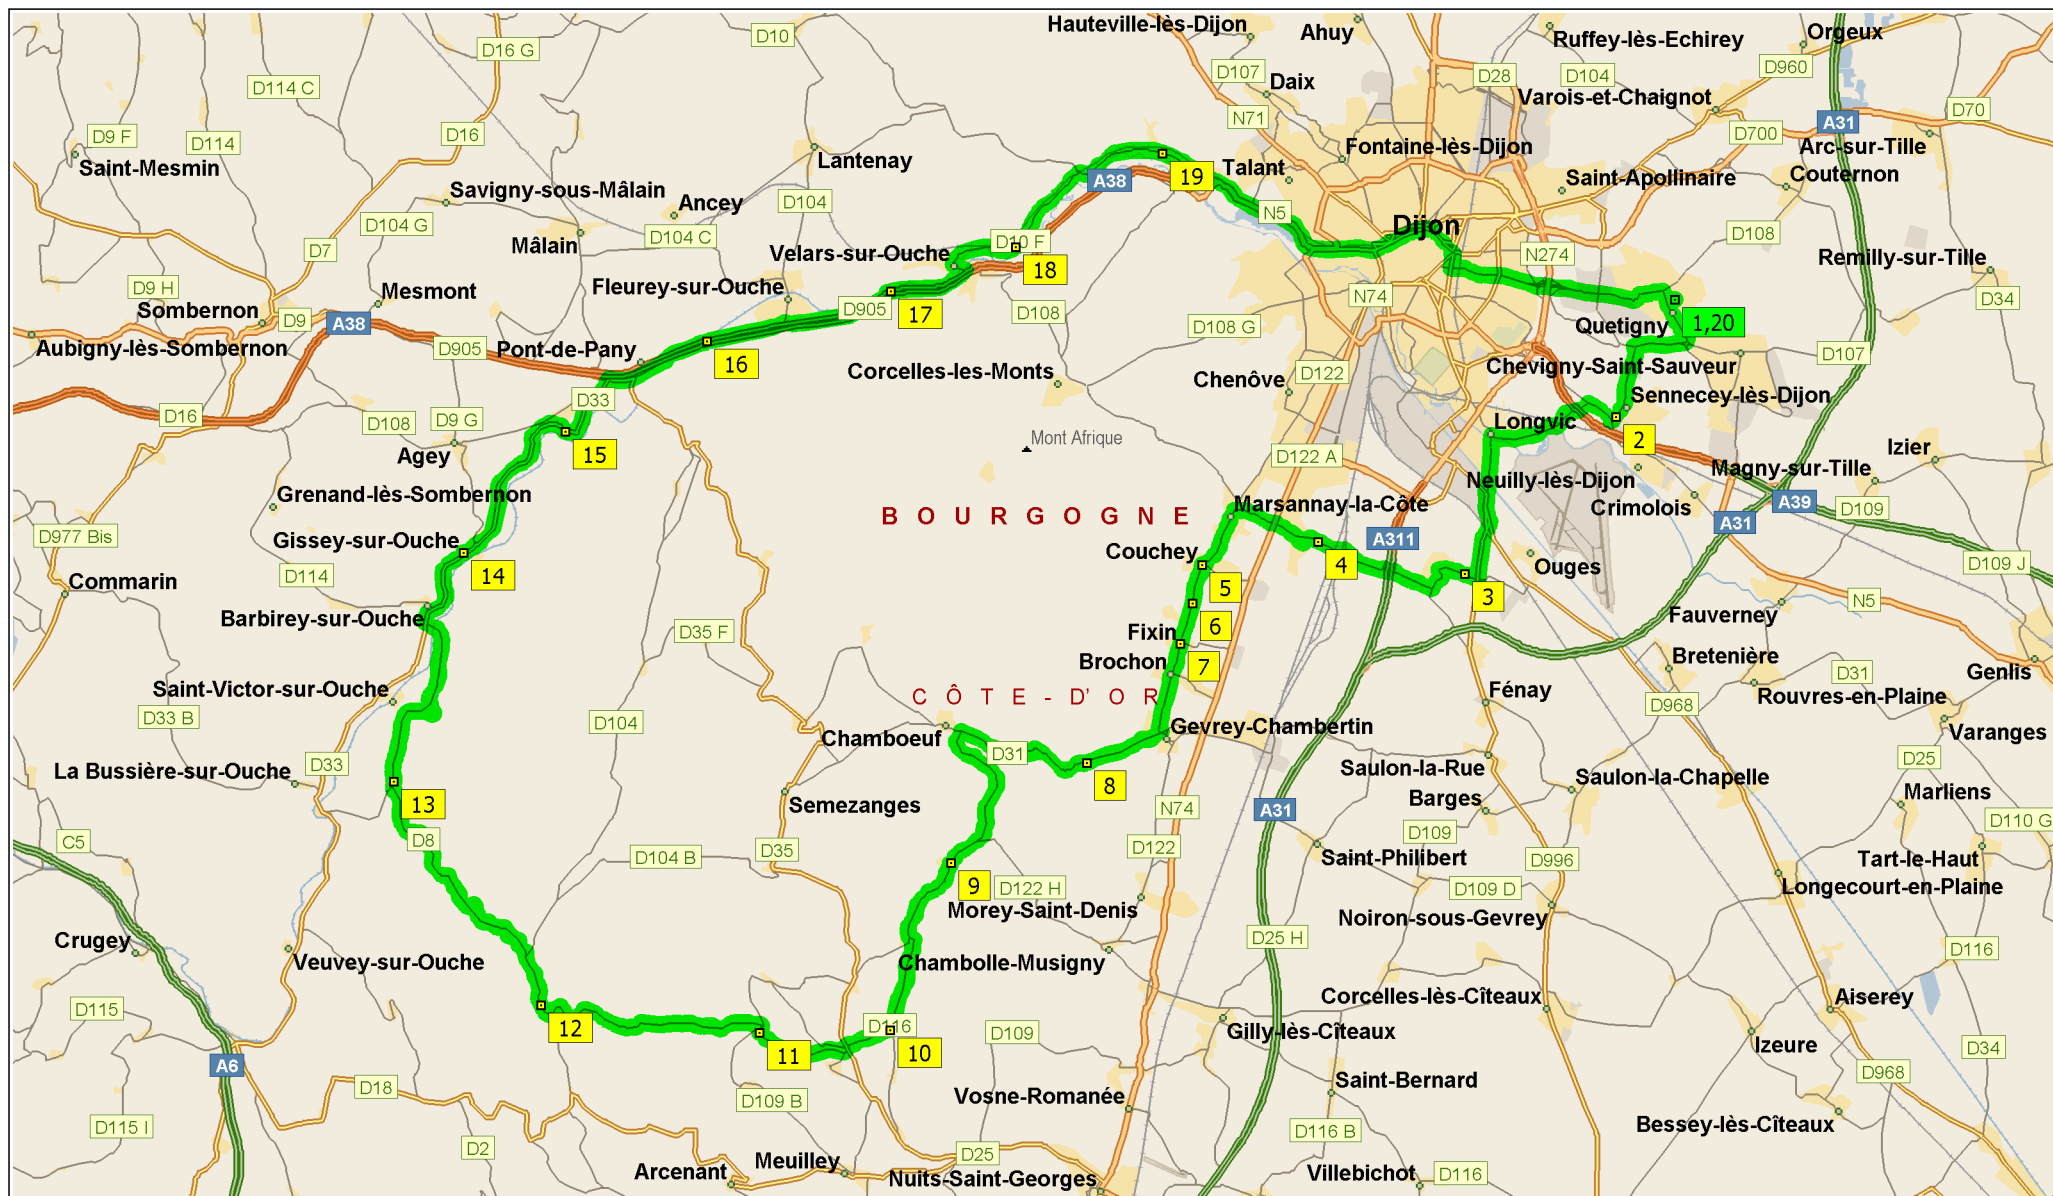 Hauteville-lès-Dijon
Ahuy
Ruffey-lès-Echirey
Orgeux
D10
D16 G
D960
D107
D28
D104
Daix
D114 C
Varois-et-Chaignot
D70
N71
A31
D9 F
D16
D114
D700
Saint-Mesmin
Lantenay
Fontaine-lès-Dijon
Arc-sur-Tille
Talant
A38
19
Saint-Apollinaire
Couternon
Savigny-sous-Mâlain
Ancey
D104
N5
D104 G
Dijon
D108
D7
Mâlain
D104 C
D10 F
Velars-sur-Ouche
N274
Remilly-sur-Tille
18
D9 H
Mesmont
Fleurey-sur-Ouche
N74
D34
Sombernon
D9
A38
D905
17
D108
D108 G
Quetigny
1,20
Aubigny-lès-Sombernon
D905
Pont-de-Pany
16
Corcelles-les-Monts
Chenôve
D122
Chevigny-Saint-Sauveur
D107
D33
Sennecey-lès-Dijon
D16
D108
D9 G
Longvic
2
Mont Afrique
Agey
15
D122 A
Izier
Magny-sur-Tille
Neuilly-lès-Dijon
Grenand-lès-Sombernon
Marsannay-la-Côte
Crimolois
A39
D109
BOURGOGNE
A31
D977 Bis
Gissey-sur-Ouche
A311
Couchey
4
Ouges
D109 J
14
D114
Commarin
5
3
N5
Barbirey-sur-Ouche
Fauverney
D35 F
Fixin
6
Brochon
7
Bretenière
Genlis
D31
Saint-Victor-sur-Ouche
CÔTE-D'OR
Fénay
Rouvres-en-Plaine
D33 B
D104
D968
Gevrey-Chambertin
Chamboeuf
D31
Varanges
D33
La Bussière-sur-Ouche
8
Saulon-la-Rue
Saulon-la-Chapelle
D25
13
Semezanges
Barges
Marliens
N74
A31
D110 G
C5
D8
D109
D122
D104 B
D35
Saint-Philibert
D996
Tart-le-Haut
9
D122 H
D109 D
Longecourt-en-Plaine
Morey-Saint-Denis
Noiron-sous-Gevrey
Crugey
Veuvey-sur-Ouche
Chambolle-Musigny
D25 H
D116
Corcelles-lès-Cîteaux
Aiserey
D115
12
D116
D109
Gilly-lès-Cîteaux
11
10
Izeure
D34
A6
D18
Saint-Bernard
D968
D109 B
Vosne-Romanée
D115 I
D2
D116 B
Bessey-lès-Cîteaux
D25
Meuilley
Arcenant
Nuits-Saint-Georges
Villebichot
D116